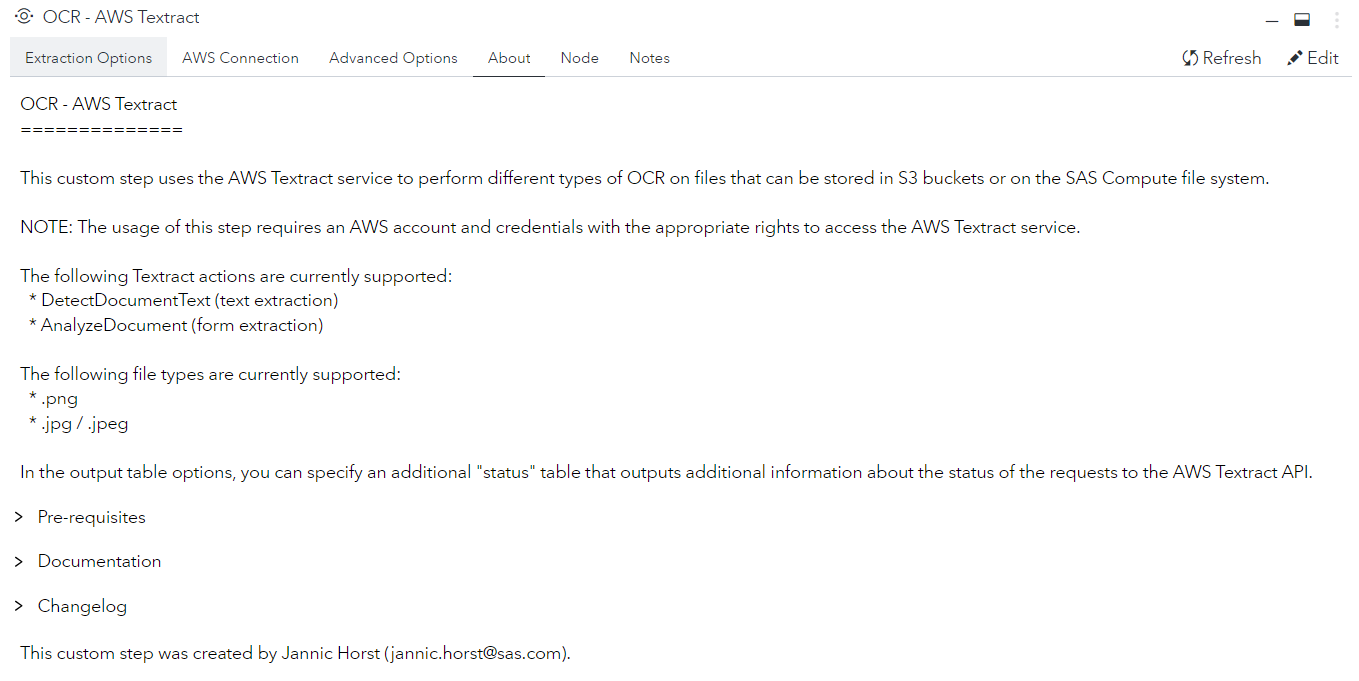 OCR - AWS Textract
Extraction Options AWS Connection Advanced Options About Node Notes Refresh Edit
OCR - AWS Textract
==============
This custom step uses the AWS Textract service to perform different types of OCR on files that can be stored in S3 buckets or on the SAS Compute file system.
NOTE: The usage of this step requires an AWS account and credentials with the appropriate rights to access the AWS Textract service.
The following Textract actions are currently supported:
* DetectDocumentText (text extraction)
* AnalyzeDocument (form extraction)
The following file types are currently supported:
* .png
* .jpg / .jpeg
In the output table options, you can specify an additional "status" table that outputs additional information about the status of the requests to the AWS Textract API.
> Pre-requisites
> Documentation
> Changelog
This custom step was created by Jannic Horst (jannic.horst@sas.com).